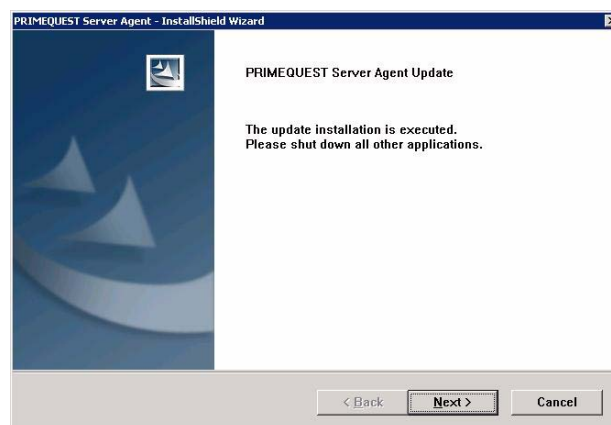 PRIMEQUEST Server Agent - InstallShield Wizard
PRIMEQUEST Server Agent Update
The update installation is executed.
Please shut down all other applications.
< Back Next > Cancel